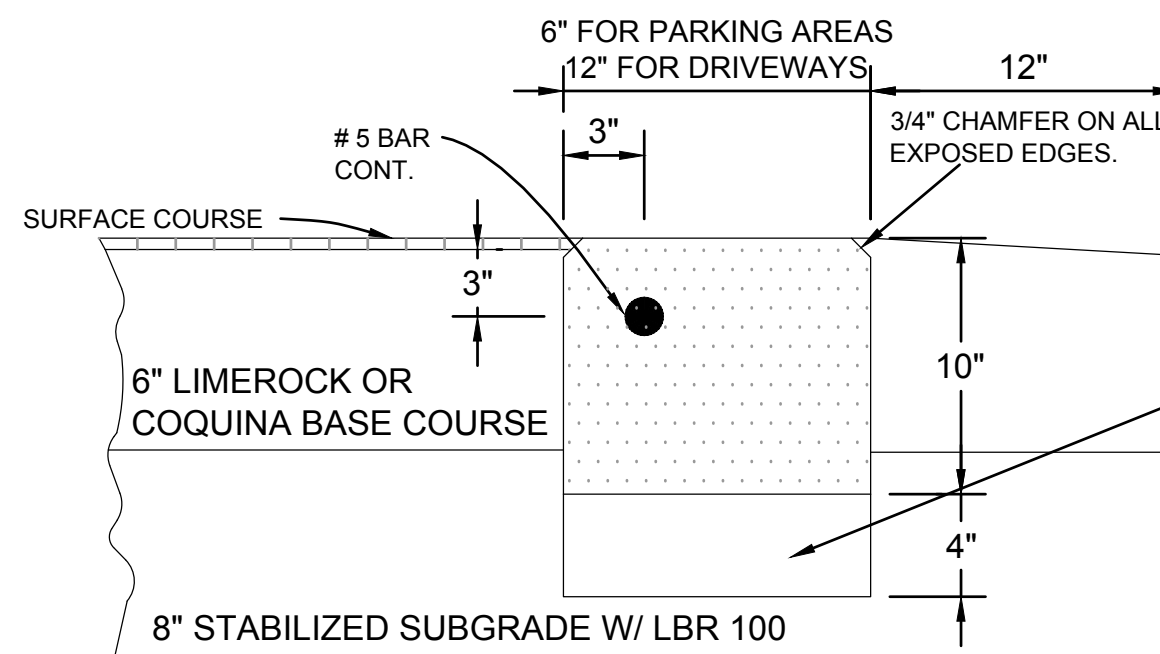 6" FOR PARKING AREAS
12" FOR DRIVEWAYS
12"
3/4" CHAMFER ON ALL
EXPOSED EDGES.
3"
# 5 BAR
CONT.
SURFACE COURSE
3"
10"
6" LIMEROCK OR
COQUINA BASE COURSE
4"
8" STABILIZED SUBGRADE W/ LBR 100